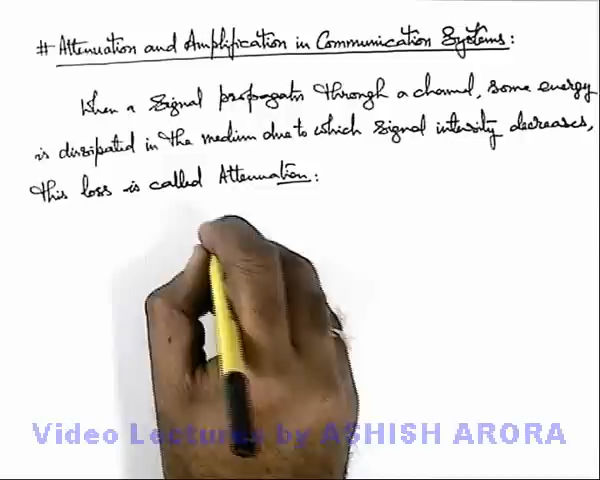 # Attenuation and Amplification in Communication Systems:
When a signal propagates through a channel, some energy
is dissipated in the medium due to which signal intensity decreases,
this loss is called Attenuation:
Video Lectures by ASHISH ARORA